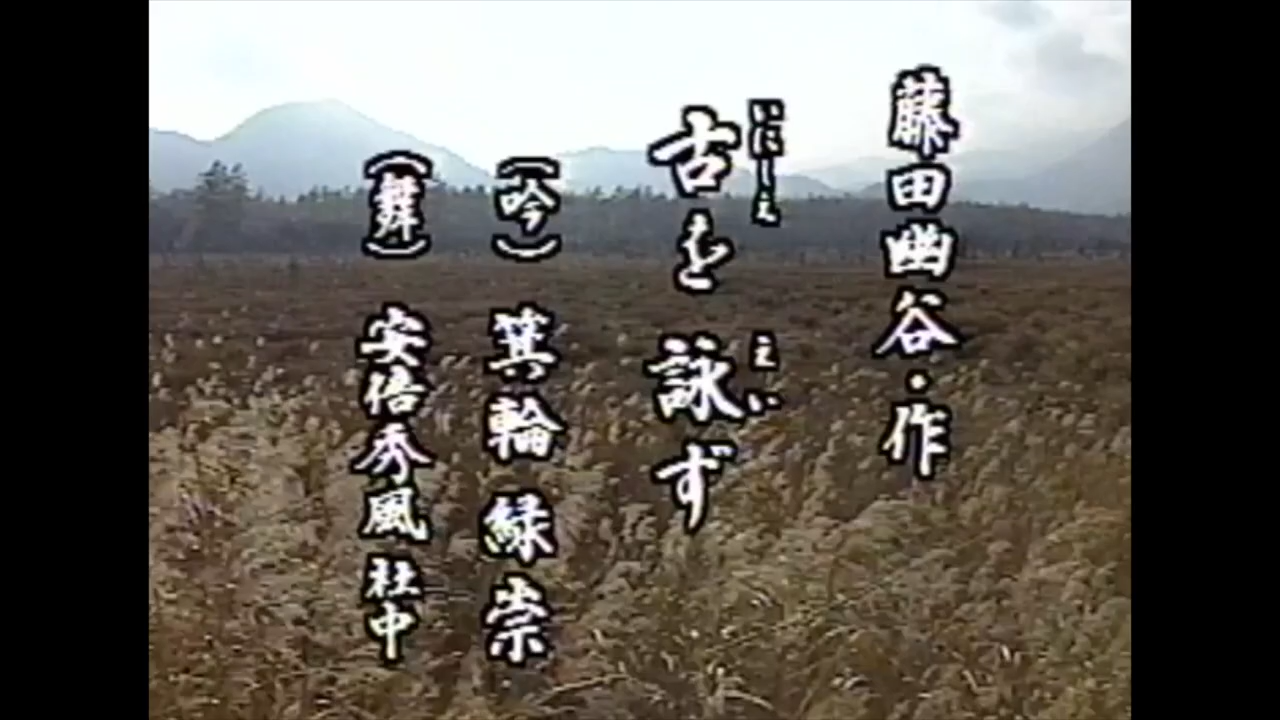 藤田幽谷・作
いにしえ
古を詠ず
えい
(吟) 箕輪緑崇
(舞) 安倍秀風社中